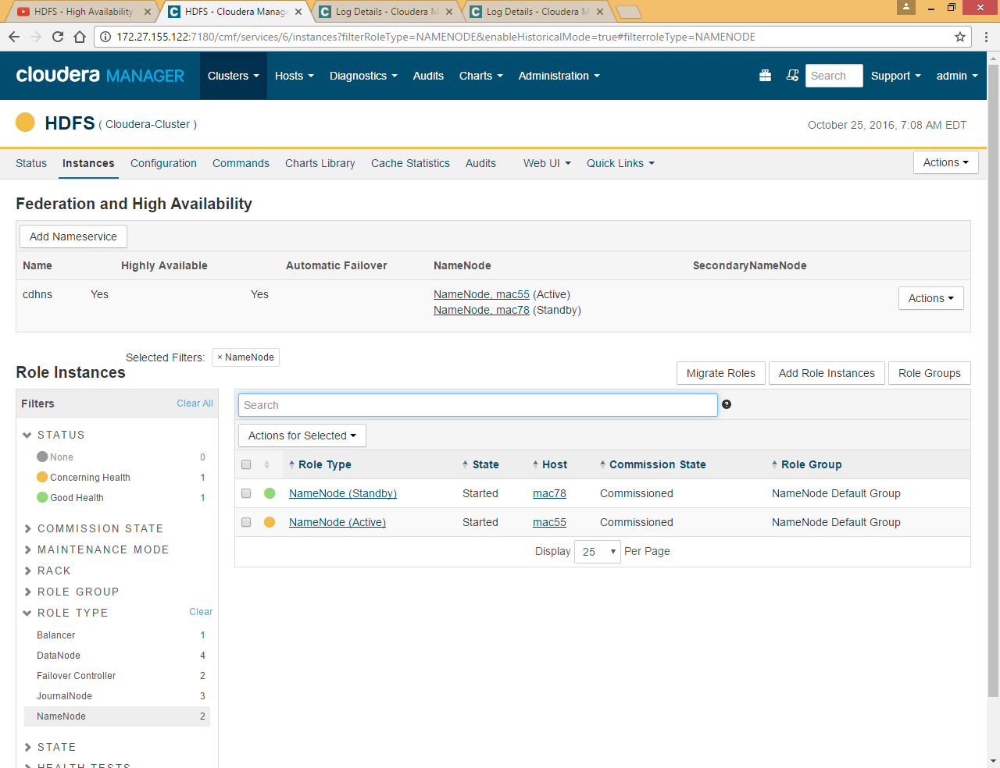 HDFS - High Availability
HDFS - Cloudera Manag
Log Details - Cloudera M
Log Details - Cloudera M
172.27.155.122:7180/cmf/services/6/instances?filterRoleType=NAMENODE&enableHistoricalMode=true#filterroleType=NAMENODE
cloudera MANAGER Clusters Hosts Diagnostics Audits Charts Administration Search Support admin
HDFS ( Cloudera-Cluster ) October 25, 2016, 7:08 AM EDT
Status Instances Configuration Commands Charts Library Cache Statistics Audits Web UI Quick Links Actions
Federation and High Availability
Add Nameservice
Name Highly Available Automatic Failover NameNode SecondaryNameNode
cdhns Yes Yes NameNode, mac55 (Active) Actions
NameNode, mac78 (Standby)
Selected Filters: × NameNode
Role Instances Migrate Roles Add Role Instances Role Groups
Filters Clear All
STATUS
None 0
Concerning Health 1
Good Health 1
COMMISSION STATE
MAINTENANCE MODE
RACK
ROLE GROUP
ROLE TYPE Clear
Balancer 1
DataNode 4
Failover Controller 2
JournalNode 3
NameNode 2
STATE
HEALTH TESTS
Search ?
Actions for Selected
Role Type State Host Commission State Role Group
NameNode (Standby) Started mac78 Commissioned NameNode Default Group
NameNode (Active) Started mac55 Commissioned NameNode Default Group
Display 25 Per Page